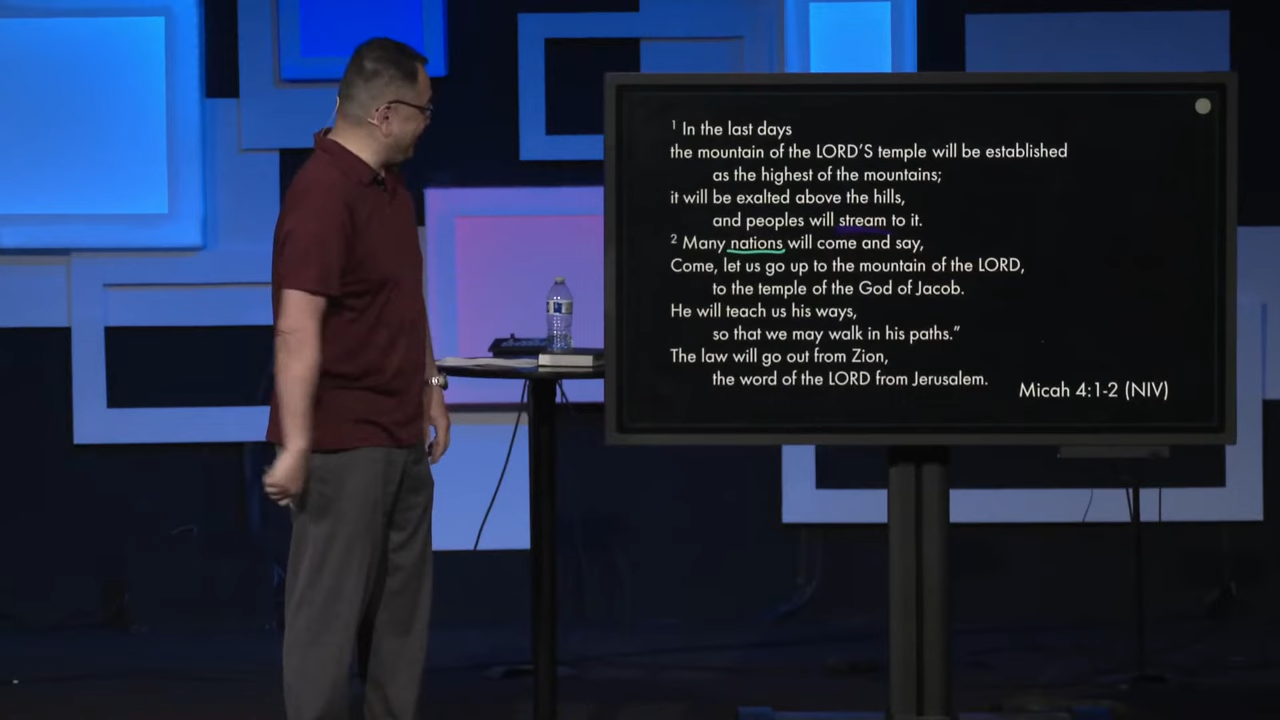 1 In the last days
the mountain of the LORD'S temple will be established
as the highest of the mountains;
it will be exalted above the hills,
and peoples will stream to it.
2 Many nations will come and say,
Come, let us go up to the mountain of the LORD,
to the temple of the God of Jacob.
He will teach us his ways,
so that we may walk in his paths.”
The law will go out from Zion,
the word of the LORD from Jerusalem.
Micah 4:1-2 (NIV)